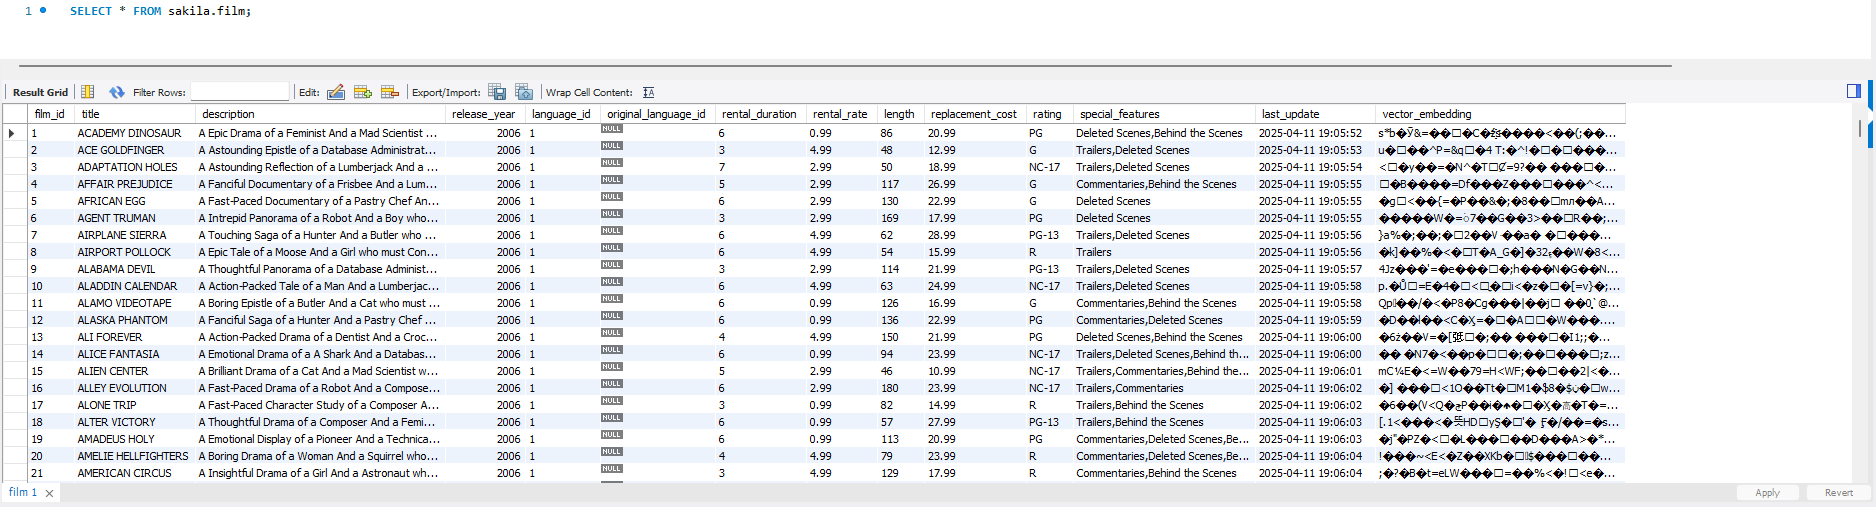 1 SELECT * FROM sakila.film;
Result Grid Filter Rows: Edit: Export/Import: Wrap Cell Content:
film_id title description release_year language_id original_language_id rental_duration rental_rate length replacement_cost rating special_features last_update vector_embedding
1 ACADEMY DINOSAUR A Epic Drama of a Feminist And a Mad Scientist ... 2006 1 NULL 6 0.99 86 20.99 PG Deleted Scenes,Behind the Scenes 2025-04-11 19:05:52
2 ACE GOLDFINGER A Astounding Epistle of a Database Administrat... 2006 1 NULL 3 4.99 48 12.99 G Trailers,Deleted Scenes 2025-04-11 19:05:53
3 ADAPTATION HOLES A Astounding Reflection of a Lumberjack And a ... 2006 1 NULL 7 2.99 50 18.99 NC-17 Trailers,Deleted Scenes 2025-04-11 19:05:54
4 AFFAIR PREJUDICE A Fanciful Documentary of a Frisbee And a Lum... 2006 1 NULL 5 2.99 117 26.99 G Commentaries,Behind the Scenes 2025-04-11 19:05:55
5 AFRICAN EGG A Fast-Paced Documentary of a Pastry Chef An... 2006 1 NULL 6 2.99 130 22.99 G Deleted Scenes 2025-04-11 19:05:55
6 AGENT TRUMAN A Intrepid Panorama of a Robot And a Boy who... 2006 1 NULL 3 2.99 169 17.99 PG Deleted Scenes 2025-04-11 19:05:55
7 AIRPLANE SIERRA A Touching Saga of a Hunter And a Butler who ... 2006 1 NULL 6 4.99 62 28.99 PG-13 Trailers,Deleted Scenes 2025-04-11 19:05:56
8 AIRPORT POLLOCK A Epic Tale of a Moose And a Girl who must Con... 2006 1 NULL 6 4.99 54 15.99 R Trailers 2025-04-11 19:05:56
9 ALABAMA DEVIL A Thoughtful Panorama of a Database Administ... 2006 1 NULL 3 2.99 114 21.99 PG-13 Trailers,Deleted Scenes 2025-04-11 19:05:57
10 ALADDIN CALENDAR A Action-Packed Tale of a Man And a Lumberjac... 2006 1 NULL 6 4.99 63 24.99 NC-17 Trailers,Deleted Scenes 2025-04-11 19:05:58
11 ALAMO VIDEOTAPE A Boring Epistle of a Butler And a Cat who must ... 2006 1 NULL 6 0.99 126 16.99 G Commentaries,Behind the Scenes 2025-04-11 19:05:58
12 ALASKA PHANTOM A Fanciful Saga of a Hunter And a Pastry Chef ... 2006 1 NULL 6 0.99 136 22.99 PG Commentaries,Deleted Scenes 2025-04-11 19:05:59
13 ALI FOREVER A Action-Packed Drama of a Dentist And a Croc... 2006 1 NULL 4 4.99 150 21.99 PG Deleted Scenes,Behind the Scenes 2025-04-11 19:06:00
14 ALICE FANTASIA A Emotional Drama of a A Shark And a Databas... 2006 1 NULL 6 0.99 94 23.99 NC-17 Trailers,Deleted Scenes,Behind th... 2025-04-11 19:06:00
15 ALIEN CENTER A Brilliant Drama of a Cat And a Mad Scientist w... 2006 1 NULL 5 2.99 46 10.99 NC-17 Trailers,Commentaries,Behind the... 2025-04-11 19:06:01
16 ALLEY EVOLUTION A Fast-Paced Drama of a Robot And a Compose... 2006 1 NULL 6 2.99 180 23.99 NC-17 Trailers,Commentaries 2025-04-11 19:06:02
17 ALONE TRIP A Fast-Paced Character Study of a Composer A... 2006 1 NULL 3 0.99 82 14.99 R Trailers,Behind the Scenes 2025-04-11 19:06:02
18 ALTER VICTORY A Thoughtful Drama of a Composer And a Femi... 2006 1 NULL 6 0.99 57 27.99 PG-13 Trailers,Behind the Scenes 2025-04-11 19:06:03
19 AMADEUS HOLY A Emotional Display of a Pioneer And a Technica... 2006 1 NULL 6 0.99 113 20.99 PG Commentaries,Deleted Scenes,Be... 2025-04-11 19:06:03
20 AMELIE HELLFIGHTERS A Boring Drama of a Woman And a Squirrel who... 2006 1 NULL 4 4.99 79 23.99 R Commentaries,Deleted Scenes,Be... 2025-04-11 19:06:04
21 AMERICAN CIRCUS A Insightful Drama of a Girl And a Astronaut wh... 2006 1 NULL 3 4.99 129 17.99 R Commentaries,Behind the Scenes 2025-04-11 19:06:04
film 1 Apply Revert